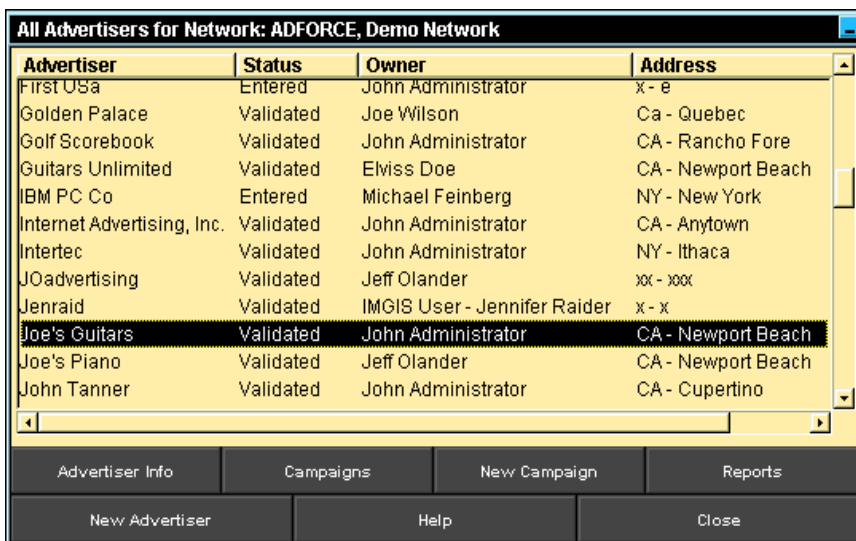 All Advertisers for Network: ADFORCE, Demo Network
Advertiser Status Owner Address
First USa Entered John Administrator x - e
Golden Palace Validated Joe Wilson Ca - Quebec
Golf Scorebook Validated John Administrator CA - Rancho Fore
Guitars Unlimited Validated Elviss Doe CA - Newport Beach
IBM PC Co Entered Michael Feinberg NY - New York
Internet Advertising, Inc. Validated John Administrator CA - Anytown
Intertec Validated John Administrator NY - Ithaca
JOadvertising Validated Jeff Olander xx - xxx
Jenraid Validated IMGIS User - Jennifer Raider x - x
Joe's Guitars Validated John Administrator CA - Newport Beach
Joe's Piano Validated Jeff Olander CA - Newport Beach
John Tanner Validated John Administrator CA - Cupertino
Advertiser Info Campaigns New Campaign Reports
New Advertiser Help Close